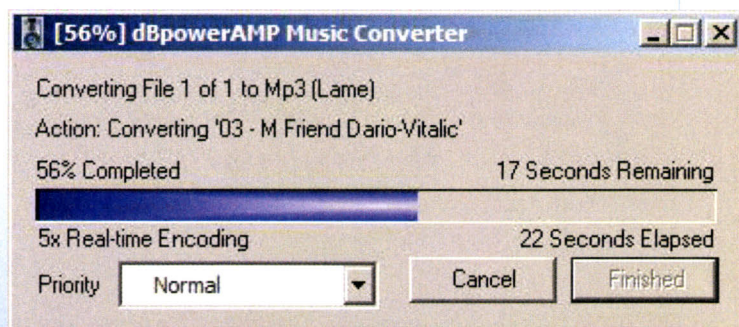 [56%] dBpowerAMP Music Converter
Converting File 1 of 1 to Mp3 (Lame)
Action: Converting '03 - M Friend Dario-Vitalic'
56% Completed 17 Seconds Remaining
5x Real-time Encoding 22 Seconds Elapsed
Priority Normal Cancel Finished